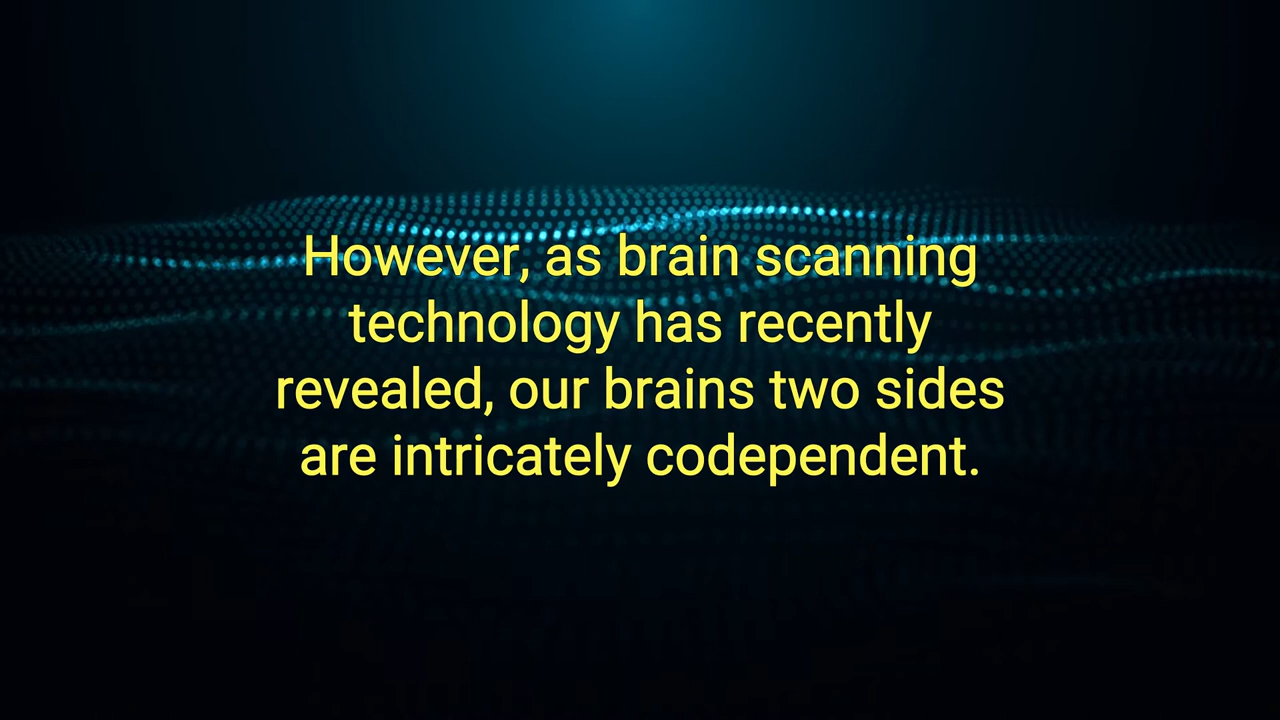 However, as brain scanning
technology has recently
revealed, our brains two sides
are intricately codependent.